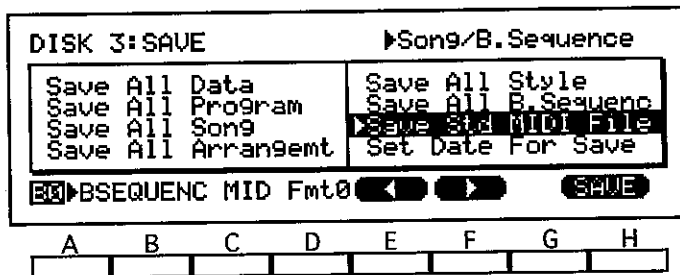 DISK 3:SAVE ▶Song/B.Sequence
Save All Data
Save All Program
Save All Song
Save All Arrangemt
Save All Style
Save All B.Sequenc
▶Save Std MIDI File
Set Date For Save
BQ▶BSEQUENC MID Fmt0 ◀ ▶ SAVE
A B C D E F G H